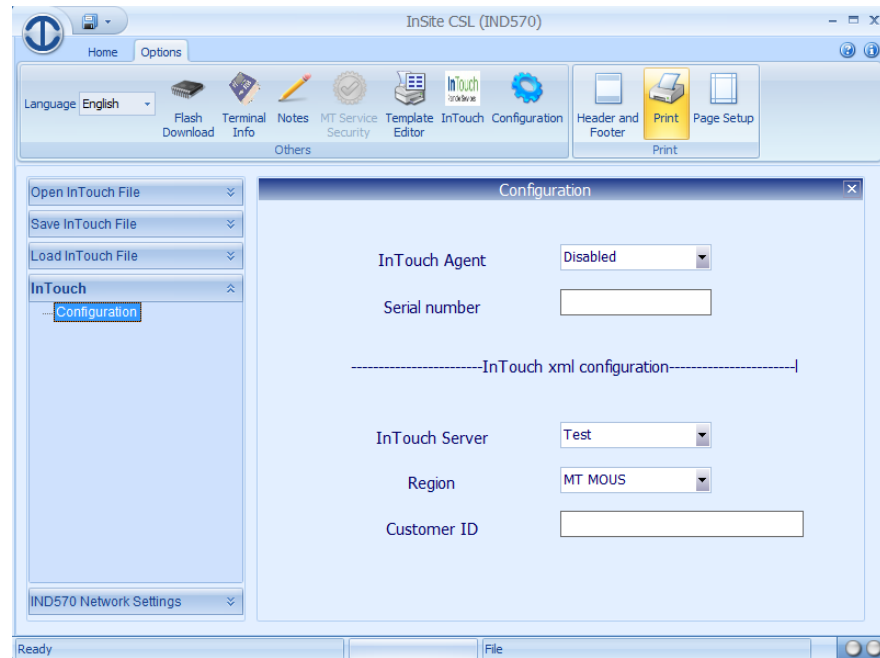 InSite CSL (IND570)
Home Options
Language English
Flash Download
Terminal Info
Notes
MT Service Security
Template Editor
InTouch
InTouch
Configuration
Header and Footer
Print
Page Setup
Others
Print
Open InTouch File
Save InTouch File
Load InTouch File
InTouch
Configuration
IND570 Network Settings
Configuration
InTouch Agent Disabled
Serial number
------------------------InTouch xml configuration-----------------------|
InTouch Server Test
Region MT MOUS
Customer ID
Ready File